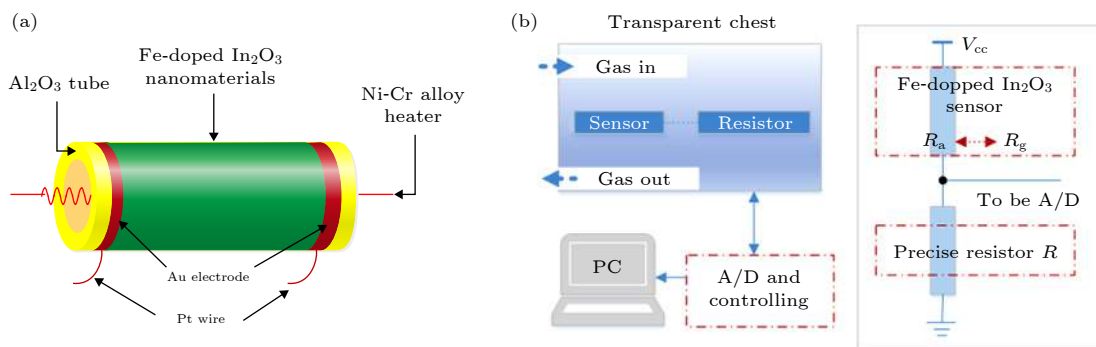 (a)
Fe-doped In₂O₃
nanomaterials
Al₂O₃ tube
Ni-Cr alloy
heater
Au electrode
Pt wire
(b)
Transparent chest
Gas in
Sensor
Resistor
Gas out
PC
A/D and
controlling
Vcc
Fe-dopped In₂O₃
sensor
Rₐ
R_g
To be A/D
Precise resistor R